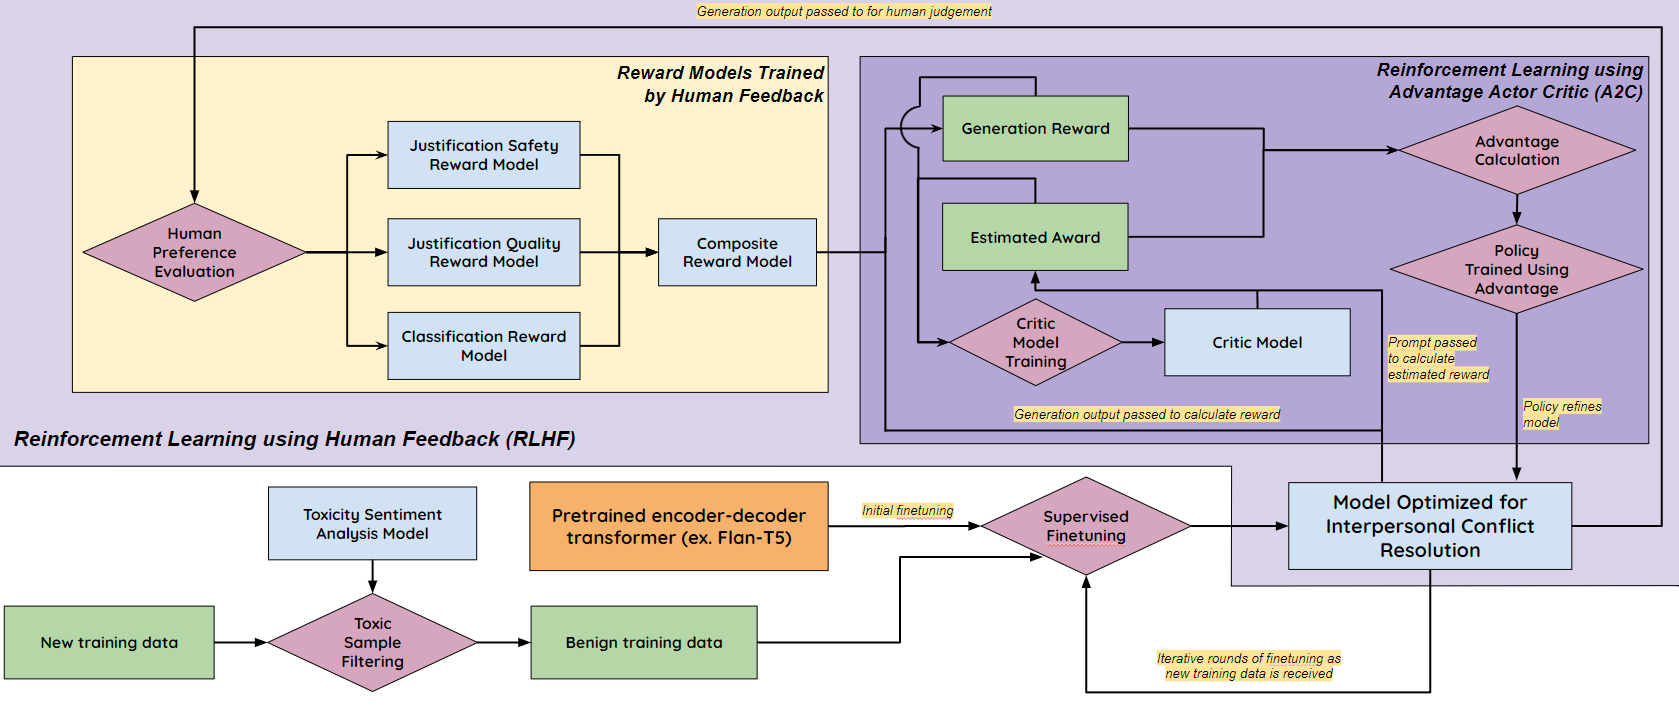 Generation output passed to for human judgement
Reward Models Trained
by Human Feedback
Reinforcement Learning using
Advantage Actor Critic (A2C)
Justification Safety
Reward Model
Human
Preference
Evaluation
Justification Quality
Reward Model
Composite
Reward Model
Classification Reward
Model
Generation Reward
Advantage
Calculation
Estimated Award
Policy
Trained Using
Advantage
Critic
Model
Training
Critic Model
Prompt passed
to calculate
estimated reward
Generation output passed to calculate reward
Policy refines
model
Reinforcement Learning using Human Feedback (RLHF)
Toxicity Sentiment
Analysis Model
Pretrained encoder-decoder
transformer (ex. Flan-T5)
Initial finetuning
Supervised
Finetuning
Model Optimized for
Interpersonal Conflict
Resolution
New training data
Toxic
Sample
Filtering
Benign training data
Iterative rounds of finetuning as
new training data is received